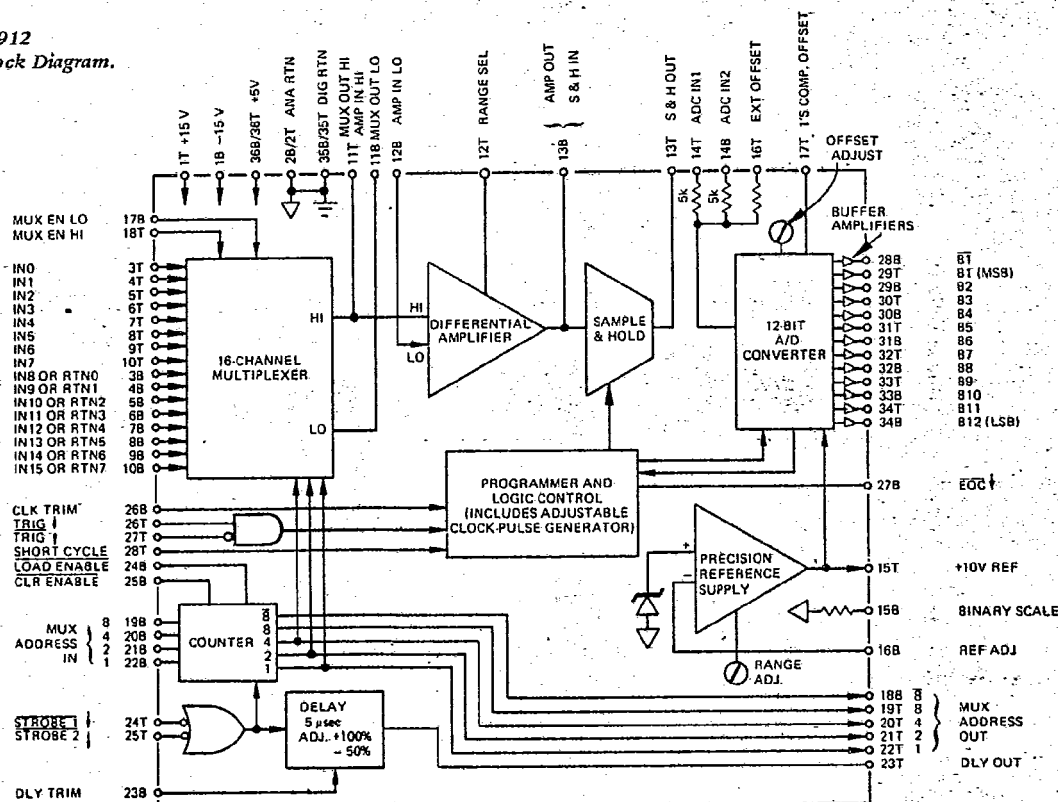 912
ock Diagram.
1T +15 V
1B -15 V
36B/36T +5V
2B/2T ANA RTN
35B/35T DIG RTN
MUX OUT HI
AMP IN HI
11T
11B MUX OUT LO
12B AMP IN LO
12T RANGE SEL
AMP OUT
S & H IN
13B
13T S & H OUT
14T ADC IN1
14B ADC IN2
16T EXT OFFSET
17T 1'S COMP. OFFSET
OFFSET
ADJUST
5k
5k
BUFFER
AMPLIFIERS
MUX EN LO 17B
MUX EN HI 18T
IN0 3T
IN1 4T
IN2 5T
IN3 6T
IN4 7T
IN5 8T
IN6 9T
IN7 10T
IN8 OR RTN0 3B
IN9 OR RTN1 4B
IN10 OR RTN2 5B
IN11 OR RTN3 6B
IN12 OR RTN4 7B
IN13 OR RTN5 8B
IN14 OR RTN6 9B
IN15 OR RTN7 10B
16-CHANNEL
MULTIPLEXER
HI
LO
HI
LO
DIFFERENTIAL
AMPLIFIER
SAMPLE
& HOLD
12-BIT
A/D
CONVERTER
28B B̅1̅
29T B1 (MSB)
29B B2
30T B3
30B B4
31T B5
31B B6
32T B7
32B B8
33T B9
33B B10
34T B11
34B B12 (LSB)
27B E̅O̅C̅ ↓
PROGRAMMER AND
LOGIC CONTROL
(INCLUDES ADJUSTABLE
CLOCK-PULSE GENERATOR)
CLK TRIM 26B
TRIG ↓ 26T
T̅R̅I̅G̅ ↑ 27T
S̅H̅O̅R̅T̅ C̅Y̅C̅L̅E̅ 28T
L̅O̅A̅D̅ E̅N̅A̅B̅L̅E̅ 24B
C̅L̅R̅ E̅N̅A̅B̅L̅E̅ 25B
+
-
PRECISION
REFERENCE
SUPPLY
15T +10V REF
15B BINARY SCALE
16B REF ADJ
RANGE
ADJ.
MUX
ADDRESS
IN
8 19B
4 20B
2 21B
1 22B
COUNTER
8̅
8
4
2
1
S̅T̅R̅O̅B̅E̅ 1̅ ↓ 24T
S̅T̅R̅O̅B̅E̅ 2̅ ↓ 25T
DELAY
5 µsec
ADJ. +100%
- 50%
18B 8̅
19T 8
20T 4
21T 2
22T 1
MUX
ADDRESS
OUT
23T DLY OUT
DLY TRIM 23B